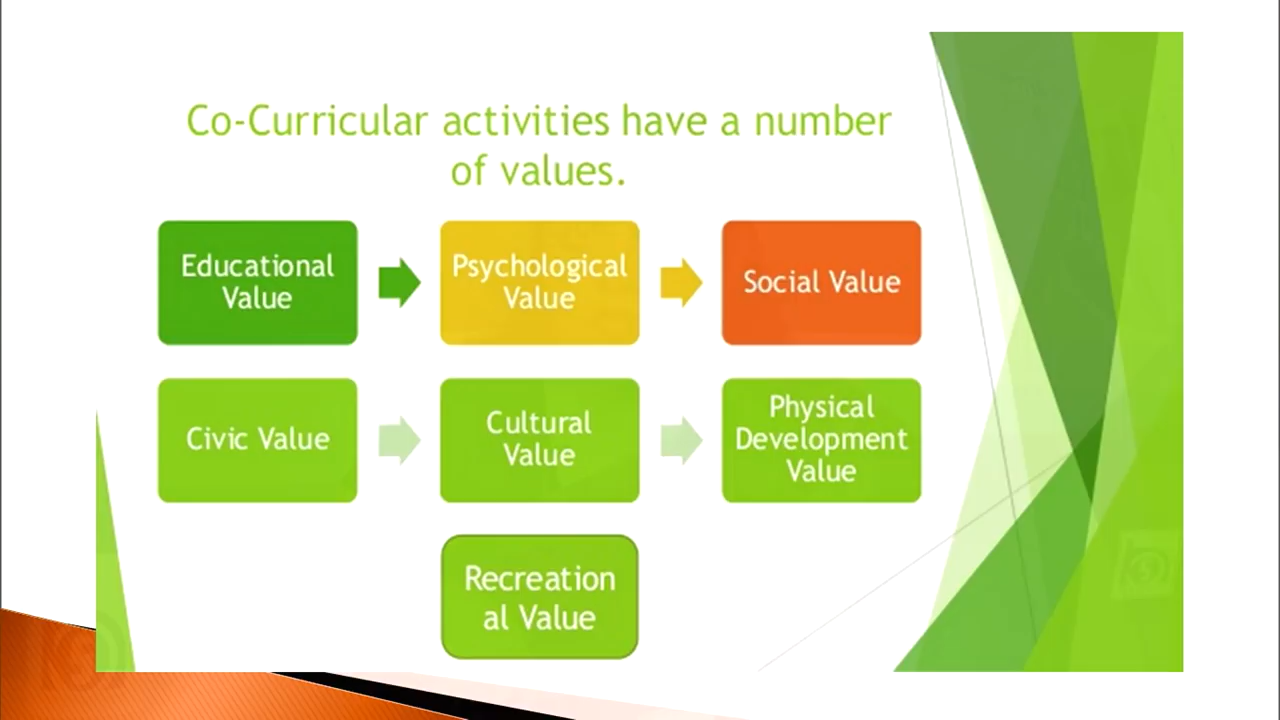 Co-Curricular activities have a number
of values.
Educational
Value
Psychological
Value
Social Value
Civic Value
Cultural
Value
Physical
Development
Value
Recreation
al Value